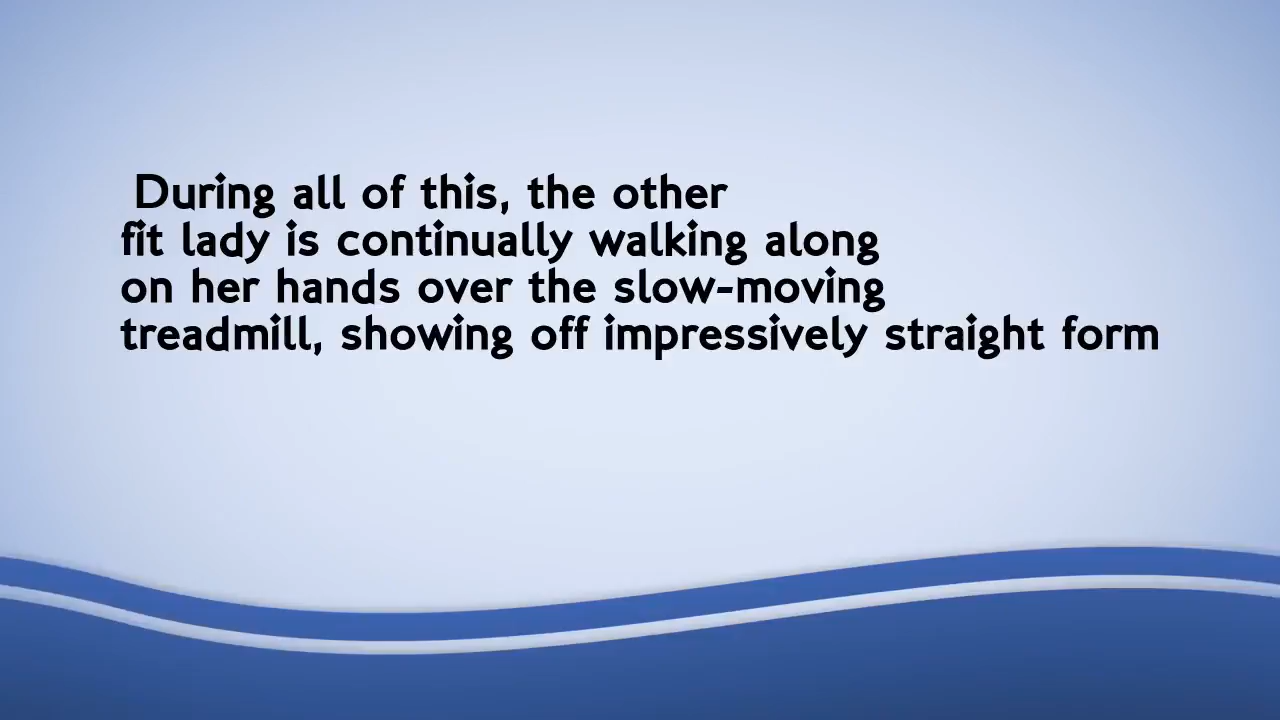 During all of this, the other
fit lady is continually walking along
on her hands over the slow-moving
treadmill, showing off impressively straight form